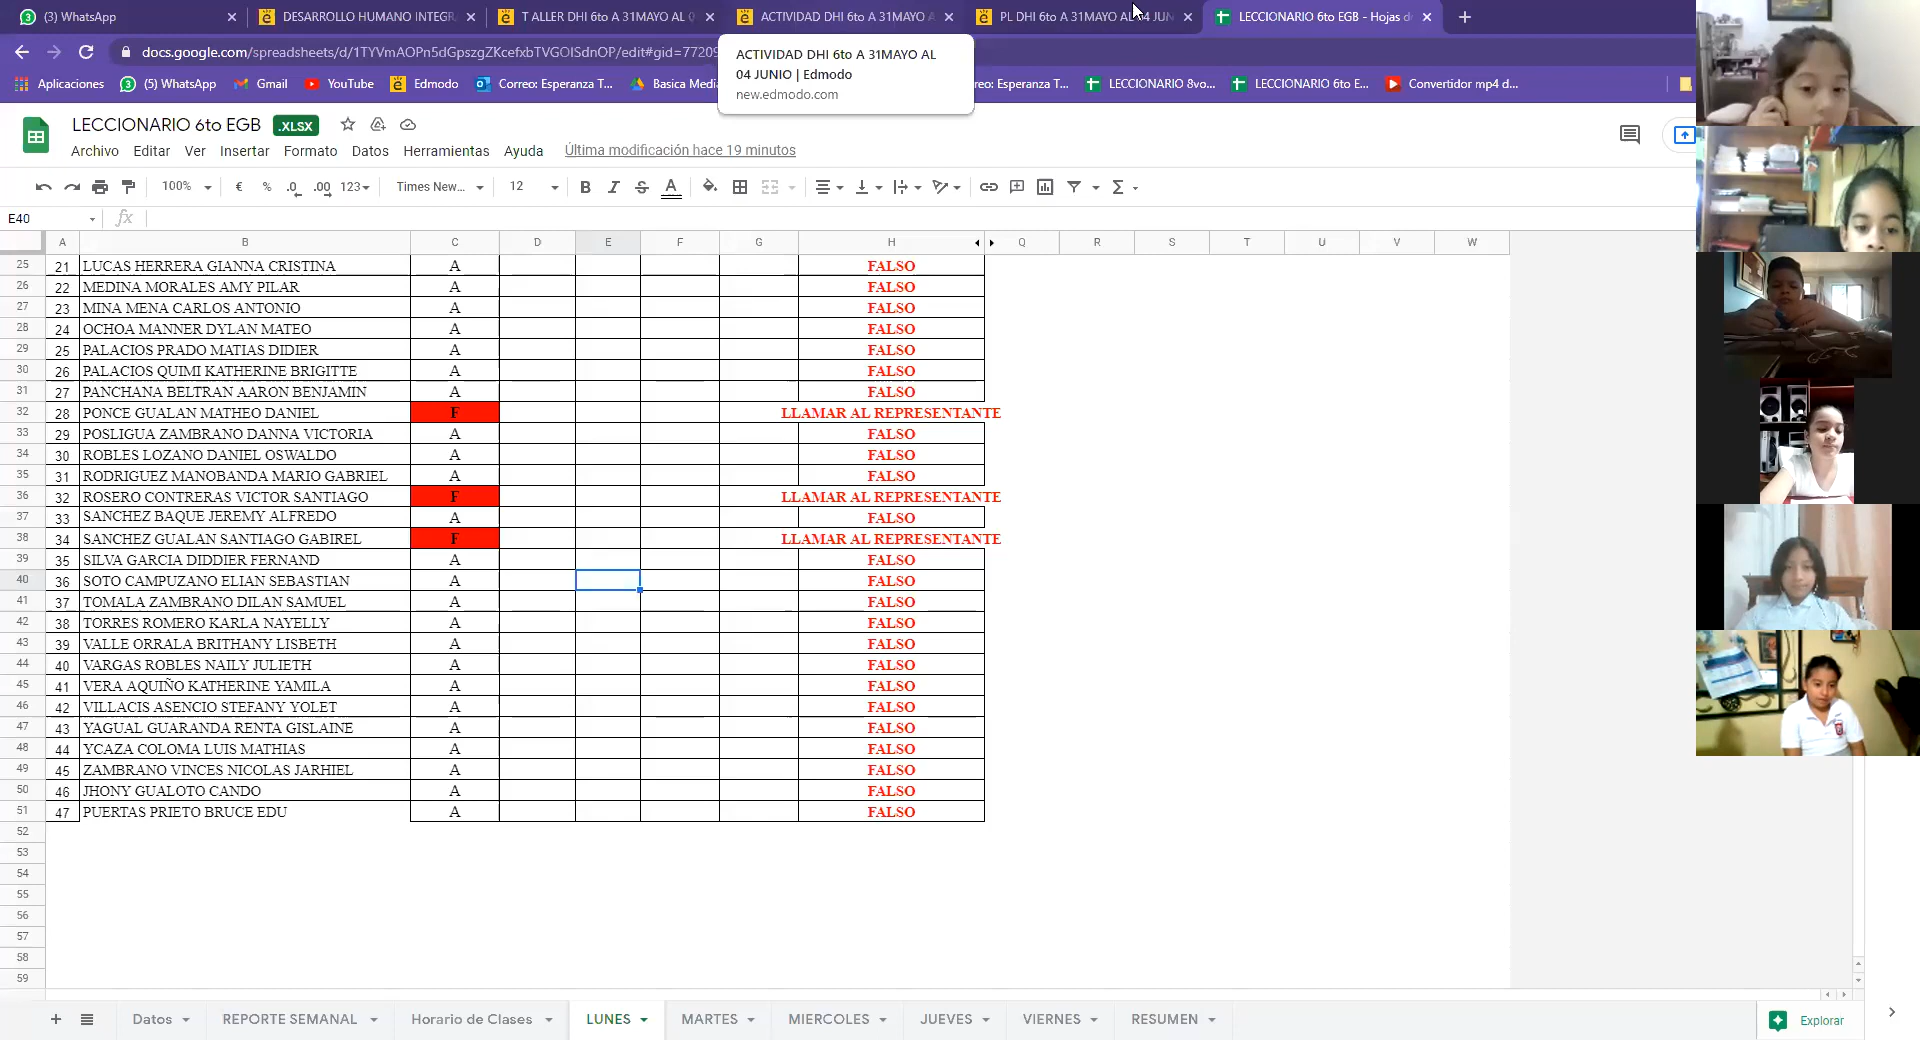 (3) WhatsApp
DESARROLLO HUMANO INTEGR
T ALLER DHI 6to A 31MAYO AL 0
ACTIVIDAD DHI 6to A 31MAYO A
PL DHI 6to A 31MAYO AL 04 JUN
LECCIONARIO 6to EGB - Hojas d
docs.google.com/spreadsheets/d/1TYVmAOPn5dGpszgZKcefxbTVGOISdnOP/edit#gid=77209
ACTIVIDAD DHI 6to A 31MAYO AL
04 JUNIO | Edmodo
new.edmodo.com
Aplicaciones
(5) WhatsApp
Gmail
YouTube
Edmodo
Correo: Esperanza T...
Basica Media
reo: Esperanza T...
LECCIONARIO 8vo...
LECCIONARIO 6to E...
Convertidor mp4 d...
LECCIONARIO 6to EGB .XLSX
Archivo Editar Ver Insertar Formato Datos Herramientas Ayuda Última modificación hace 19 minutos
100% € % .0 .00 123 Times New... 12 B I S A Σ
E40 fx
A B C D E F G H Q R S T U V W
25 21 LUCAS HERRERA GIANNA CRISTINA A FALSO
26 22 MEDINA MORALES AMY PILAR A FALSO
27 23 MINA MENA CARLOS ANTONIO A FALSO
28 24 OCHOA MANNER DYLAN MATEO A FALSO
29 25 PALACIOS PRADO MATIAS DIDIER A FALSO
30 26 PALACIOS QUIMI KATHERINE BRIGITTE A FALSO
31 27 PANCHANA BELTRAN AARON BENJAMIN A FALSO
32 28 PONCE GUALAN MATHEO DANIEL F LLAMAR AL REPRESENTANTE
33 29 POSLIGUA ZAMBRANO DANNA VICTORIA A FALSO
34 30 ROBLES LOZANO DANIEL OSWALDO A FALSO
35 31 RODRIGUEZ MANOBANDA MARIO GABRIEL A FALSO
36 32 ROSERO CONTRERAS VICTOR SANTIAGO F LLAMAR AL REPRESENTANTE
37 33 SANCHEZ BAQUE JEREMY ALFREDO A FALSO
38 34 SANCHEZ GUALAN SANTIAGO GABIREL F LLAMAR AL REPRESENTANTE
39 35 SILVA GARCIA DIDDIER FERNAND A FALSO
40 36 SOTO CAMPUZANO ELIAN SEBASTIAN A FALSO
41 37 TOMALA ZAMBRANO DILAN SAMUEL A FALSO
42 38 TORRES ROMERO KARLA NAYELLY A FALSO
43 39 VALLE ORRALA BRITHANY LISBETH A FALSO
44 40 VARGAS ROBLES NAILY JULIETH A FALSO
45 41 VERA AQUIÑO KATHERINE YAMILA A FALSO
46 42 VILLACIS ASENCIO STEFANY YOLET A FALSO
47 43 YAGUAL GUARANDA RENTA GISLAINE A FALSO
48 44 YCAZA COLOMA LUIS MATHIAS A FALSO
49 45 ZAMBRANO VINCES NICOLAS JARHIEL A FALSO
50 46 JHONY GUALOTO CANDO A FALSO
51 47 PUERTAS PRIETO BRUCE EDU A FALSO
52
53
54
55
56
57
58
59
Datos REPORTE SEMANAL Horario de Clases LUNES MARTES MIERCOLES JUEVES VIERNES RESUMEN Explorar